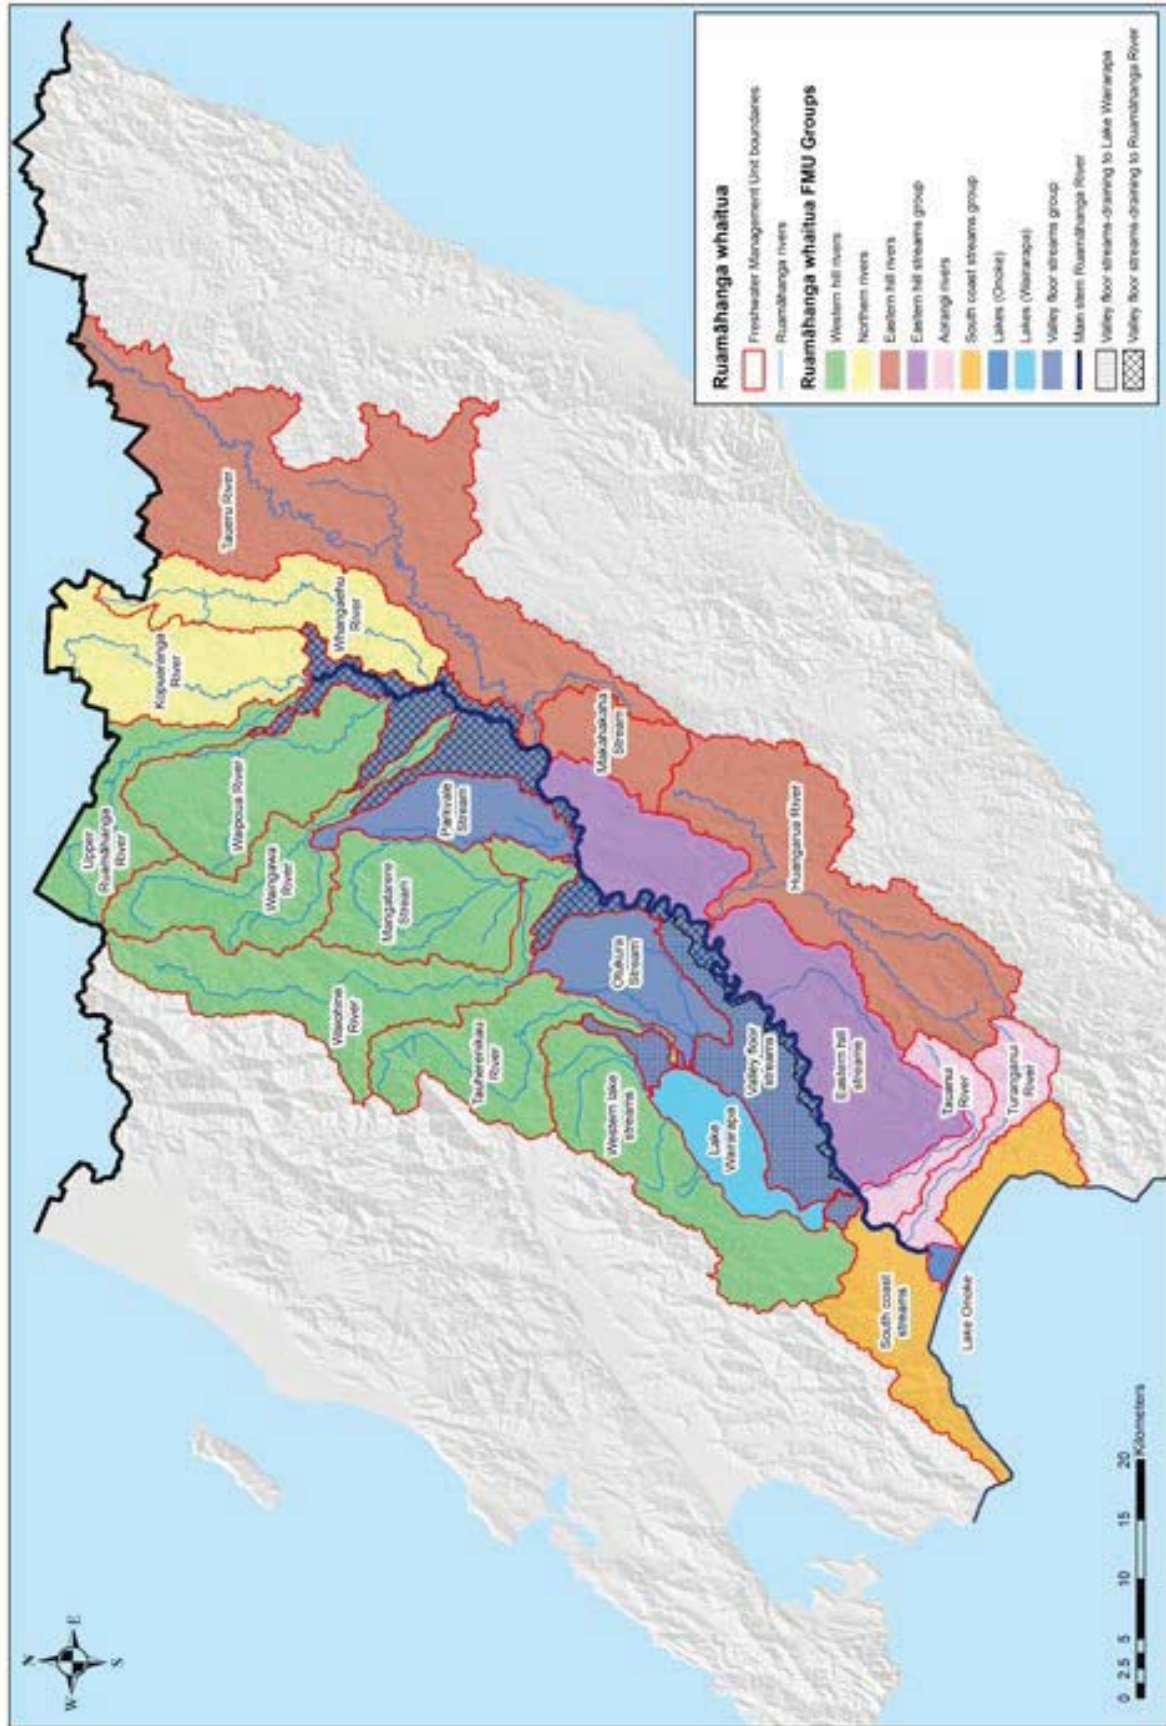 N
W
E
S
Upper
Ruamāhanga
River
Kopuaranga
River
Whangaehu
River
Taueru River
Waipoua River
Waingawa
River
Parkvale
Stream
Mangatarere
Stream
Makahakaha
Stream
Waiohine
River
Tauherenikau
River
Otukura
Stream
Huangarua River
Western lake
streams
Lake
Wairarapa
Valley floor
streams
Eastern hill
streams
Tauanui
River
Turanganui
River
South coast
streams
Lake Onoke
0 2.5 5 10 15 20
Kilometers
Ruamāhanga whaitua
Freshwater Management Unit boundaries
Ruamāhanga rivers
Ruamāhanga whaitua FMU Groups
Western hill rivers
Northern rivers
Eastern hill rivers
Eastern hill streams group
Aorangi rivers
South coast streams group
Lakes (Onoke)
Lakes (Wairarapa)
Valley floor streams group
Main stem Ruamāhanga River
Valley floor streams-draining to Lake Wairarapa
Valley floor streams-draining to Ruamāhanga River